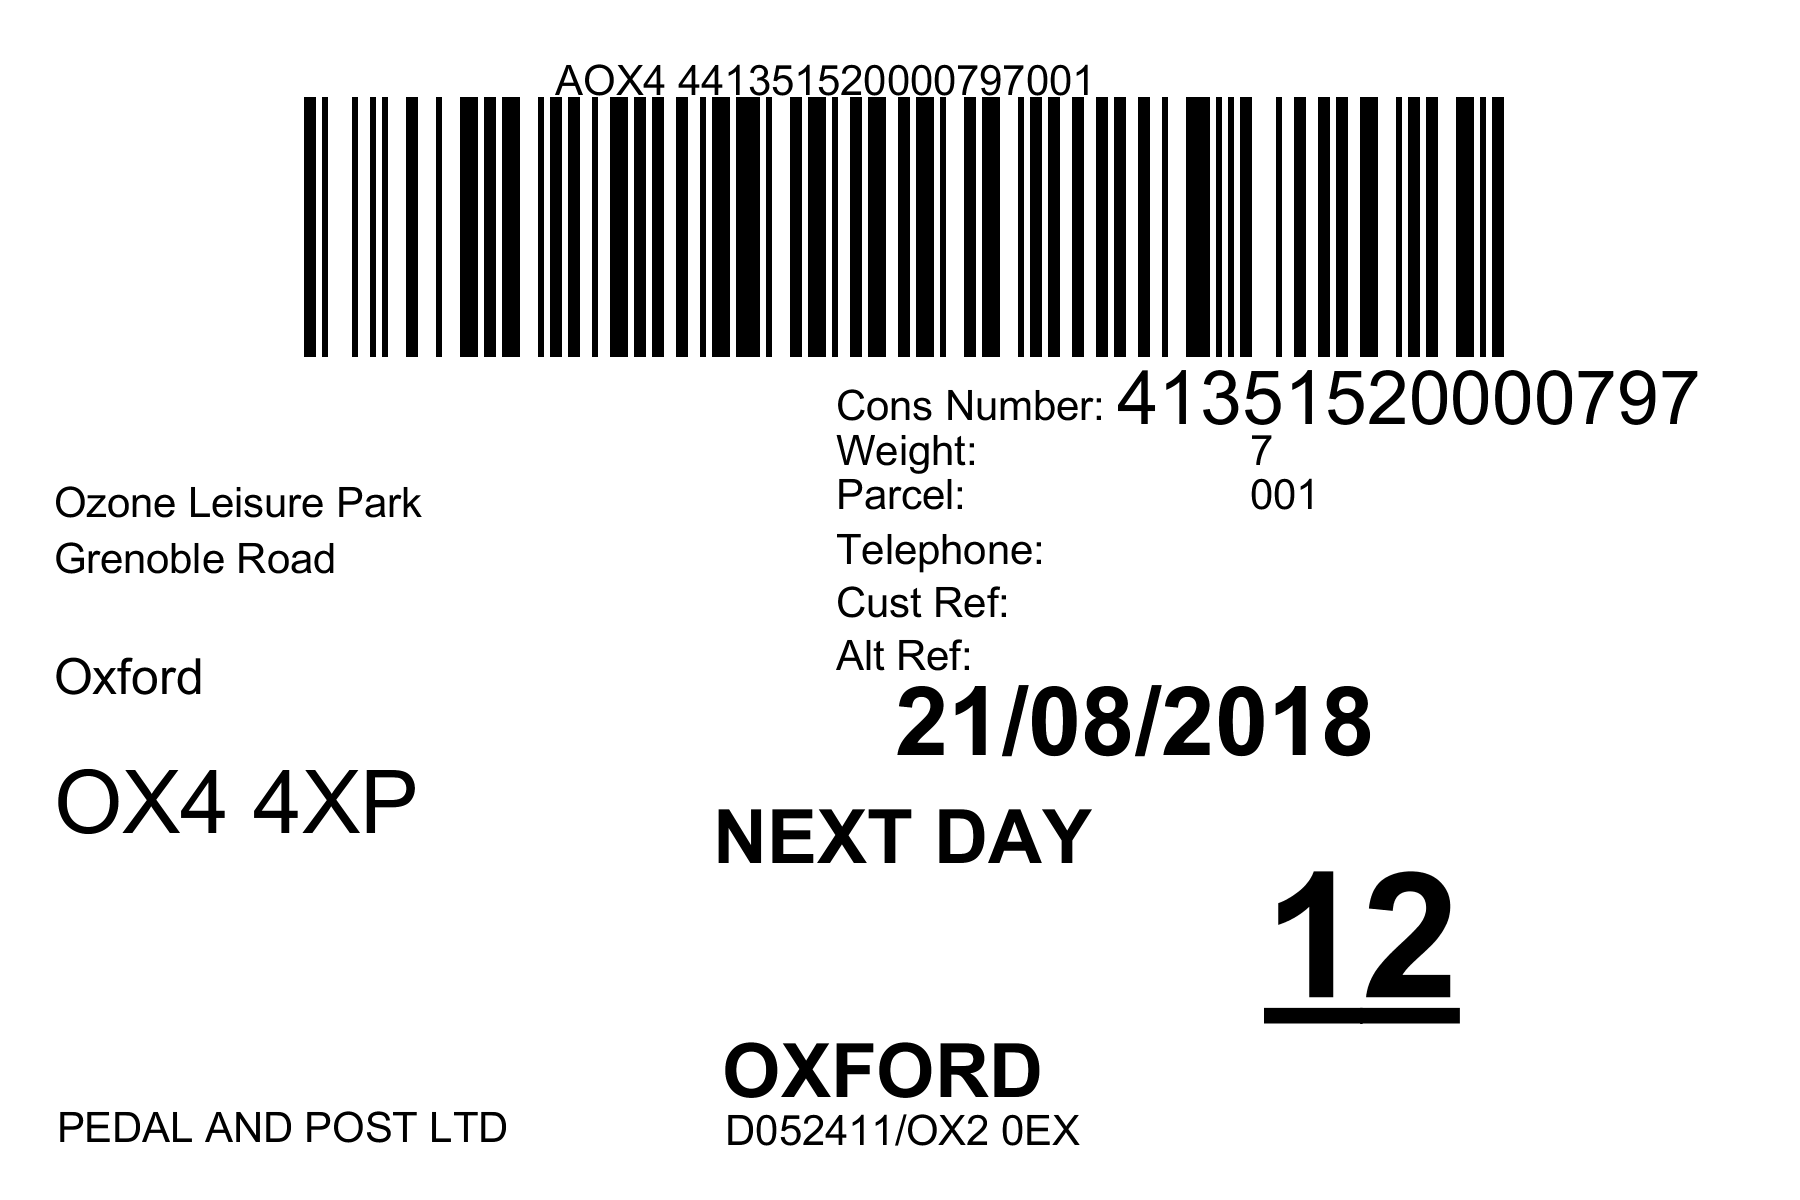 AOX4 441351520000797001
Cons Number: 41351520000797
Weight: 7
Parcel: 001
Telephone:
Cust Ref:
Alt Ref:
Ozone Leisure Park
Grenoble Road
Oxford
OX4 4XP
21/08/2018
NEXT DAY
12
OXFORD
D052411/OX2 0EX
PEDAL AND POST LTD